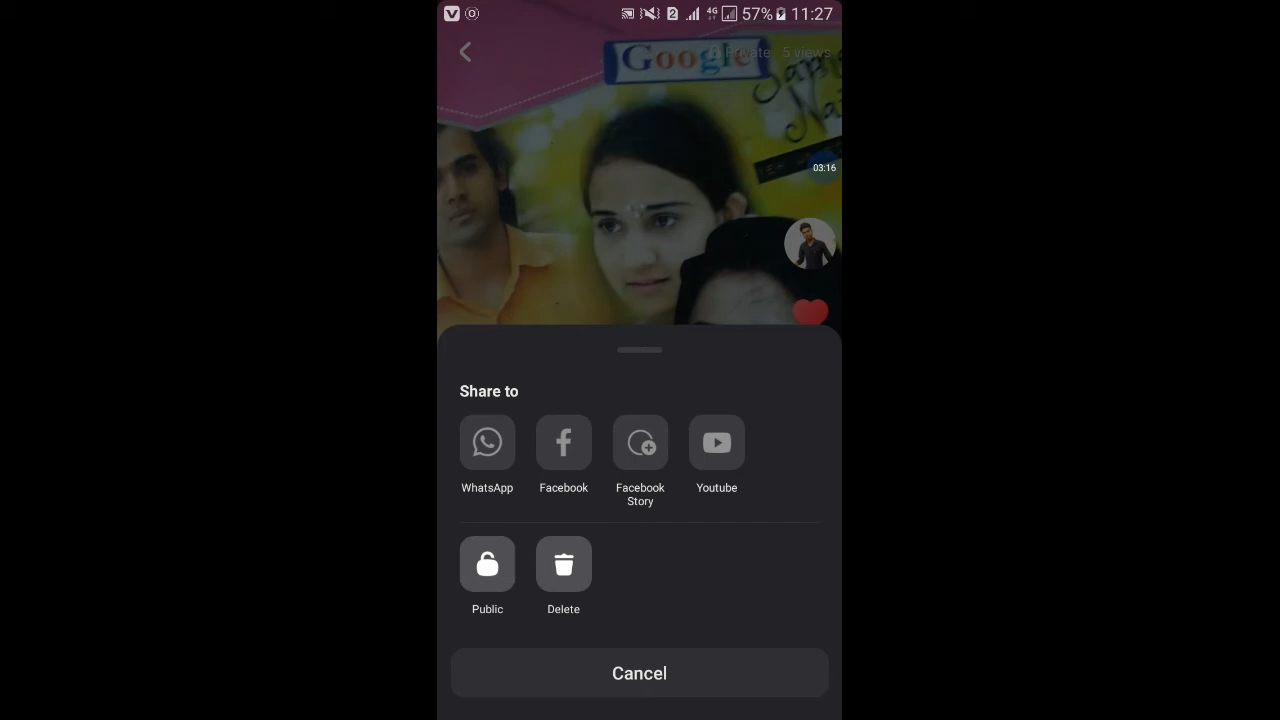 57% 11:27
Private 5 views
Google
03:16
Share to
WhatsApp Facebook Facebook Story Youtube
Public Delete
Cancel